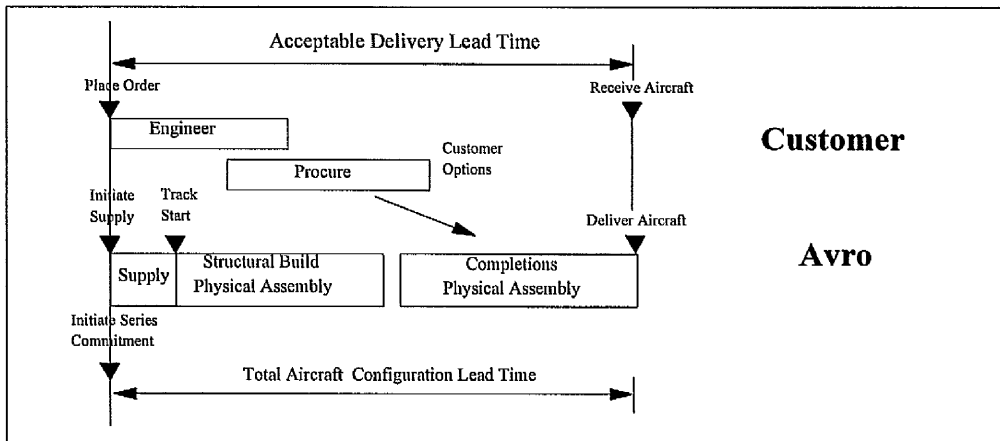 Acceptable Delivery Lead Time
Place Order
Receive Aircraft
Engineer
Customer
Customer
Options
Procure
Initiate
Supply
Track
Start
Deliver Aircraft
Avro
Supply
Structural Build
Physical Assembly
Completions
Physical Assembly
Initiate Series
Commitment
Total Aircraft Configuration Lead Time